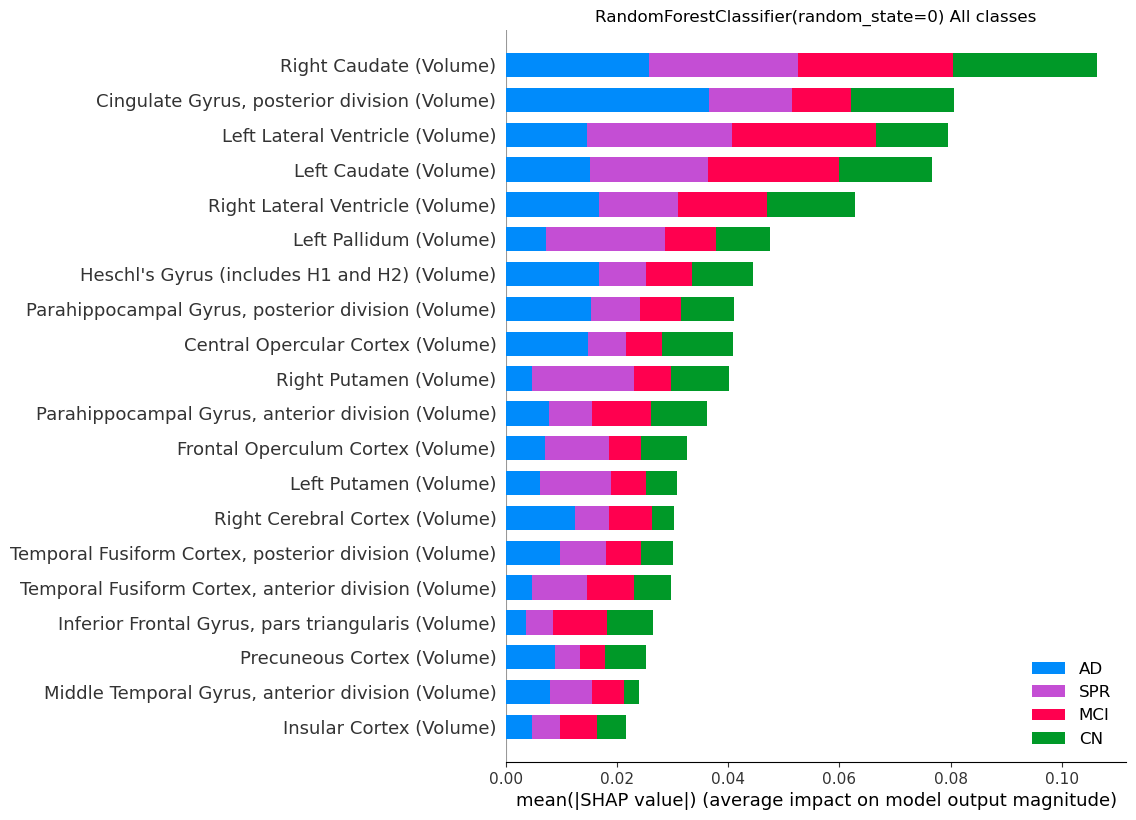 RandomForestClassifier(random_state=0) All classes
Right Caudate (Volume)
Cingulate Gyrus, posterior division (Volume)
Left Lateral Ventricle (Volume)
Left Caudate (Volume)
Right Lateral Ventricle (Volume)
Left Pallidum (Volume)
Heschl's Gyrus (includes H1 and H2) (Volume)
Parahippocampal Gyrus, posterior division (Volume)
Central Opercular Cortex (Volume)
Right Putamen (Volume)
Parahippocampal Gyrus, anterior division (Volume)
Frontal Operculum Cortex (Volume)
Left Putamen (Volume)
Right Cerebral Cortex (Volume)
Temporal Fusiform Cortex, posterior division (Volume)
Temporal Fusiform Cortex, anterior division (Volume)
Inferior Frontal Gyrus, pars triangularis (Volume)
Precuneous Cortex (Volume)
Middle Temporal Gyrus, anterior division (Volume)
Insular Cortex (Volume)
AD
SPR
MCI
CN
0.00 0.02 0.04 0.06 0.08 0.10
mean(|SHAP value|) (average impact on model output magnitude)